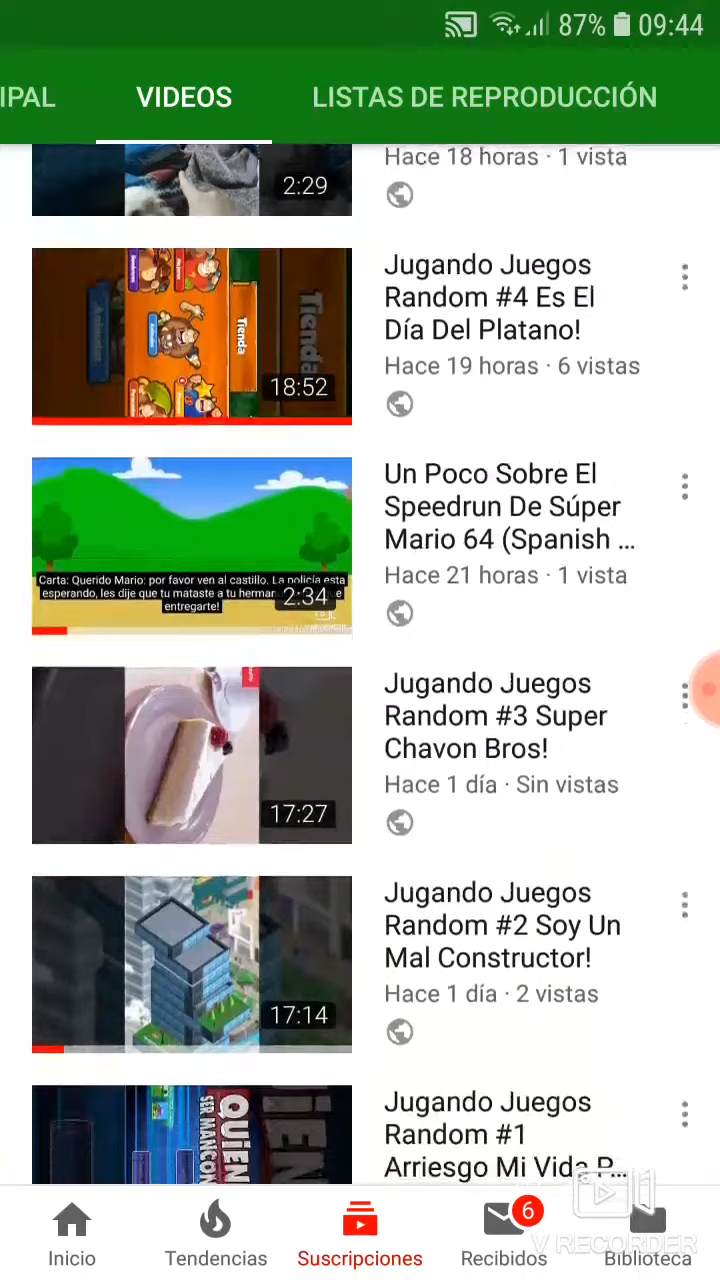 87% 09:44
IPAL VIDEOS LISTAS DE REPRODUCCIÓN
Hace 18 horas · 1 vista
2:29
Jugando Juegos
Random #4 Es El
Día Del Platano!
Hace 19 horas · 6 vistas
Tienda
Tienda
18:52
Un Poco Sobre El
Speedrun De Súper
Mario 64 (Spanish ...
Hace 21 horas · 1 vista
Carta: Querido Mario: por favor ven al castillo. La policía esta
esperando, les dije que tu mataste a tu herman
entregarte!
2:34
Jugando Juegos
Random #3 Super
Chavon Bros!
Hace 1 día · Sin vistas
17:27
Jugando Juegos
Random #2 Soy Un
Mal Constructor!
Hace 1 día · 2 vistas
17:14
Jugando Juegos
Random #1
Arriesgo Mi Vida P...
QUIEN
SER MANCON
IEN
6
Inicio Tendencias Suscripciones Recibidos Biblioteca
V RECORDER